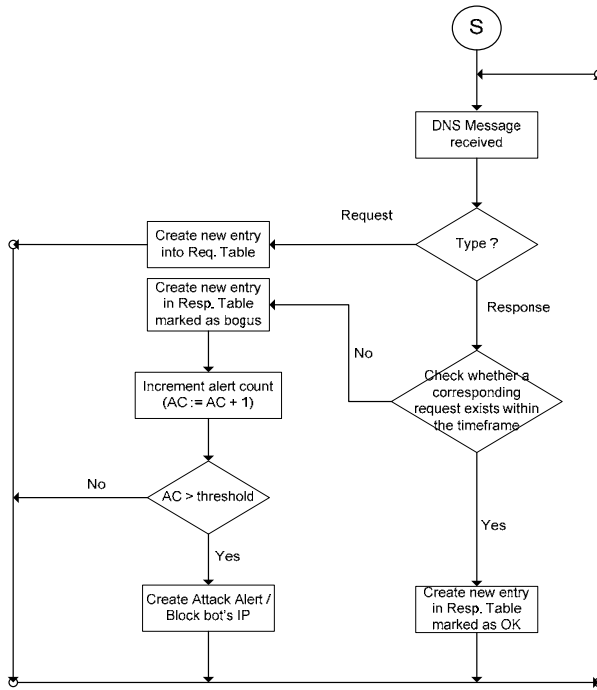 S
DNS Message
received
Request
Type ?
Create new entry
into Req. Table
Response
Create new entry
in Resp. Table
marked as bogus
No
Check whether a
corresponding
request exists within
the timeframe
Increment alert count
(AC := AC + 1)
No
AC > threshold
Yes
Yes
Create Attack Alert /
Block bot's IP
Create new entry
in Resp. Table
marked as OK